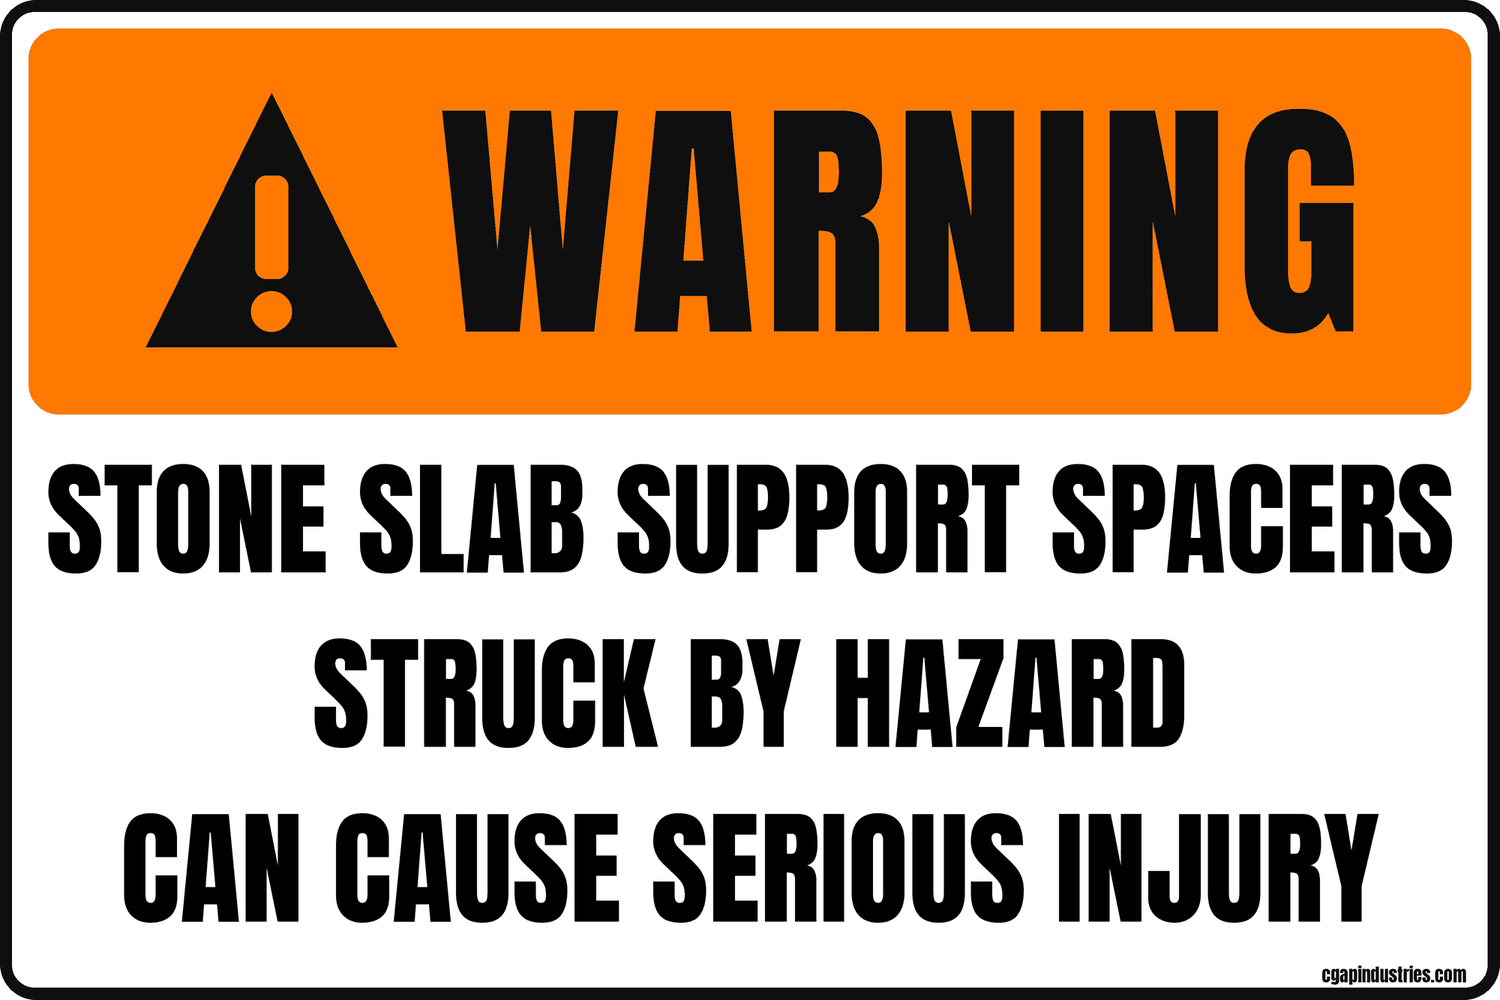 WARNING
STONE SLAB SUPPORT SPACERS
STRUCK BY HAZARD
CAN CAUSE SERIOUS INJURY
cgapindustries.com